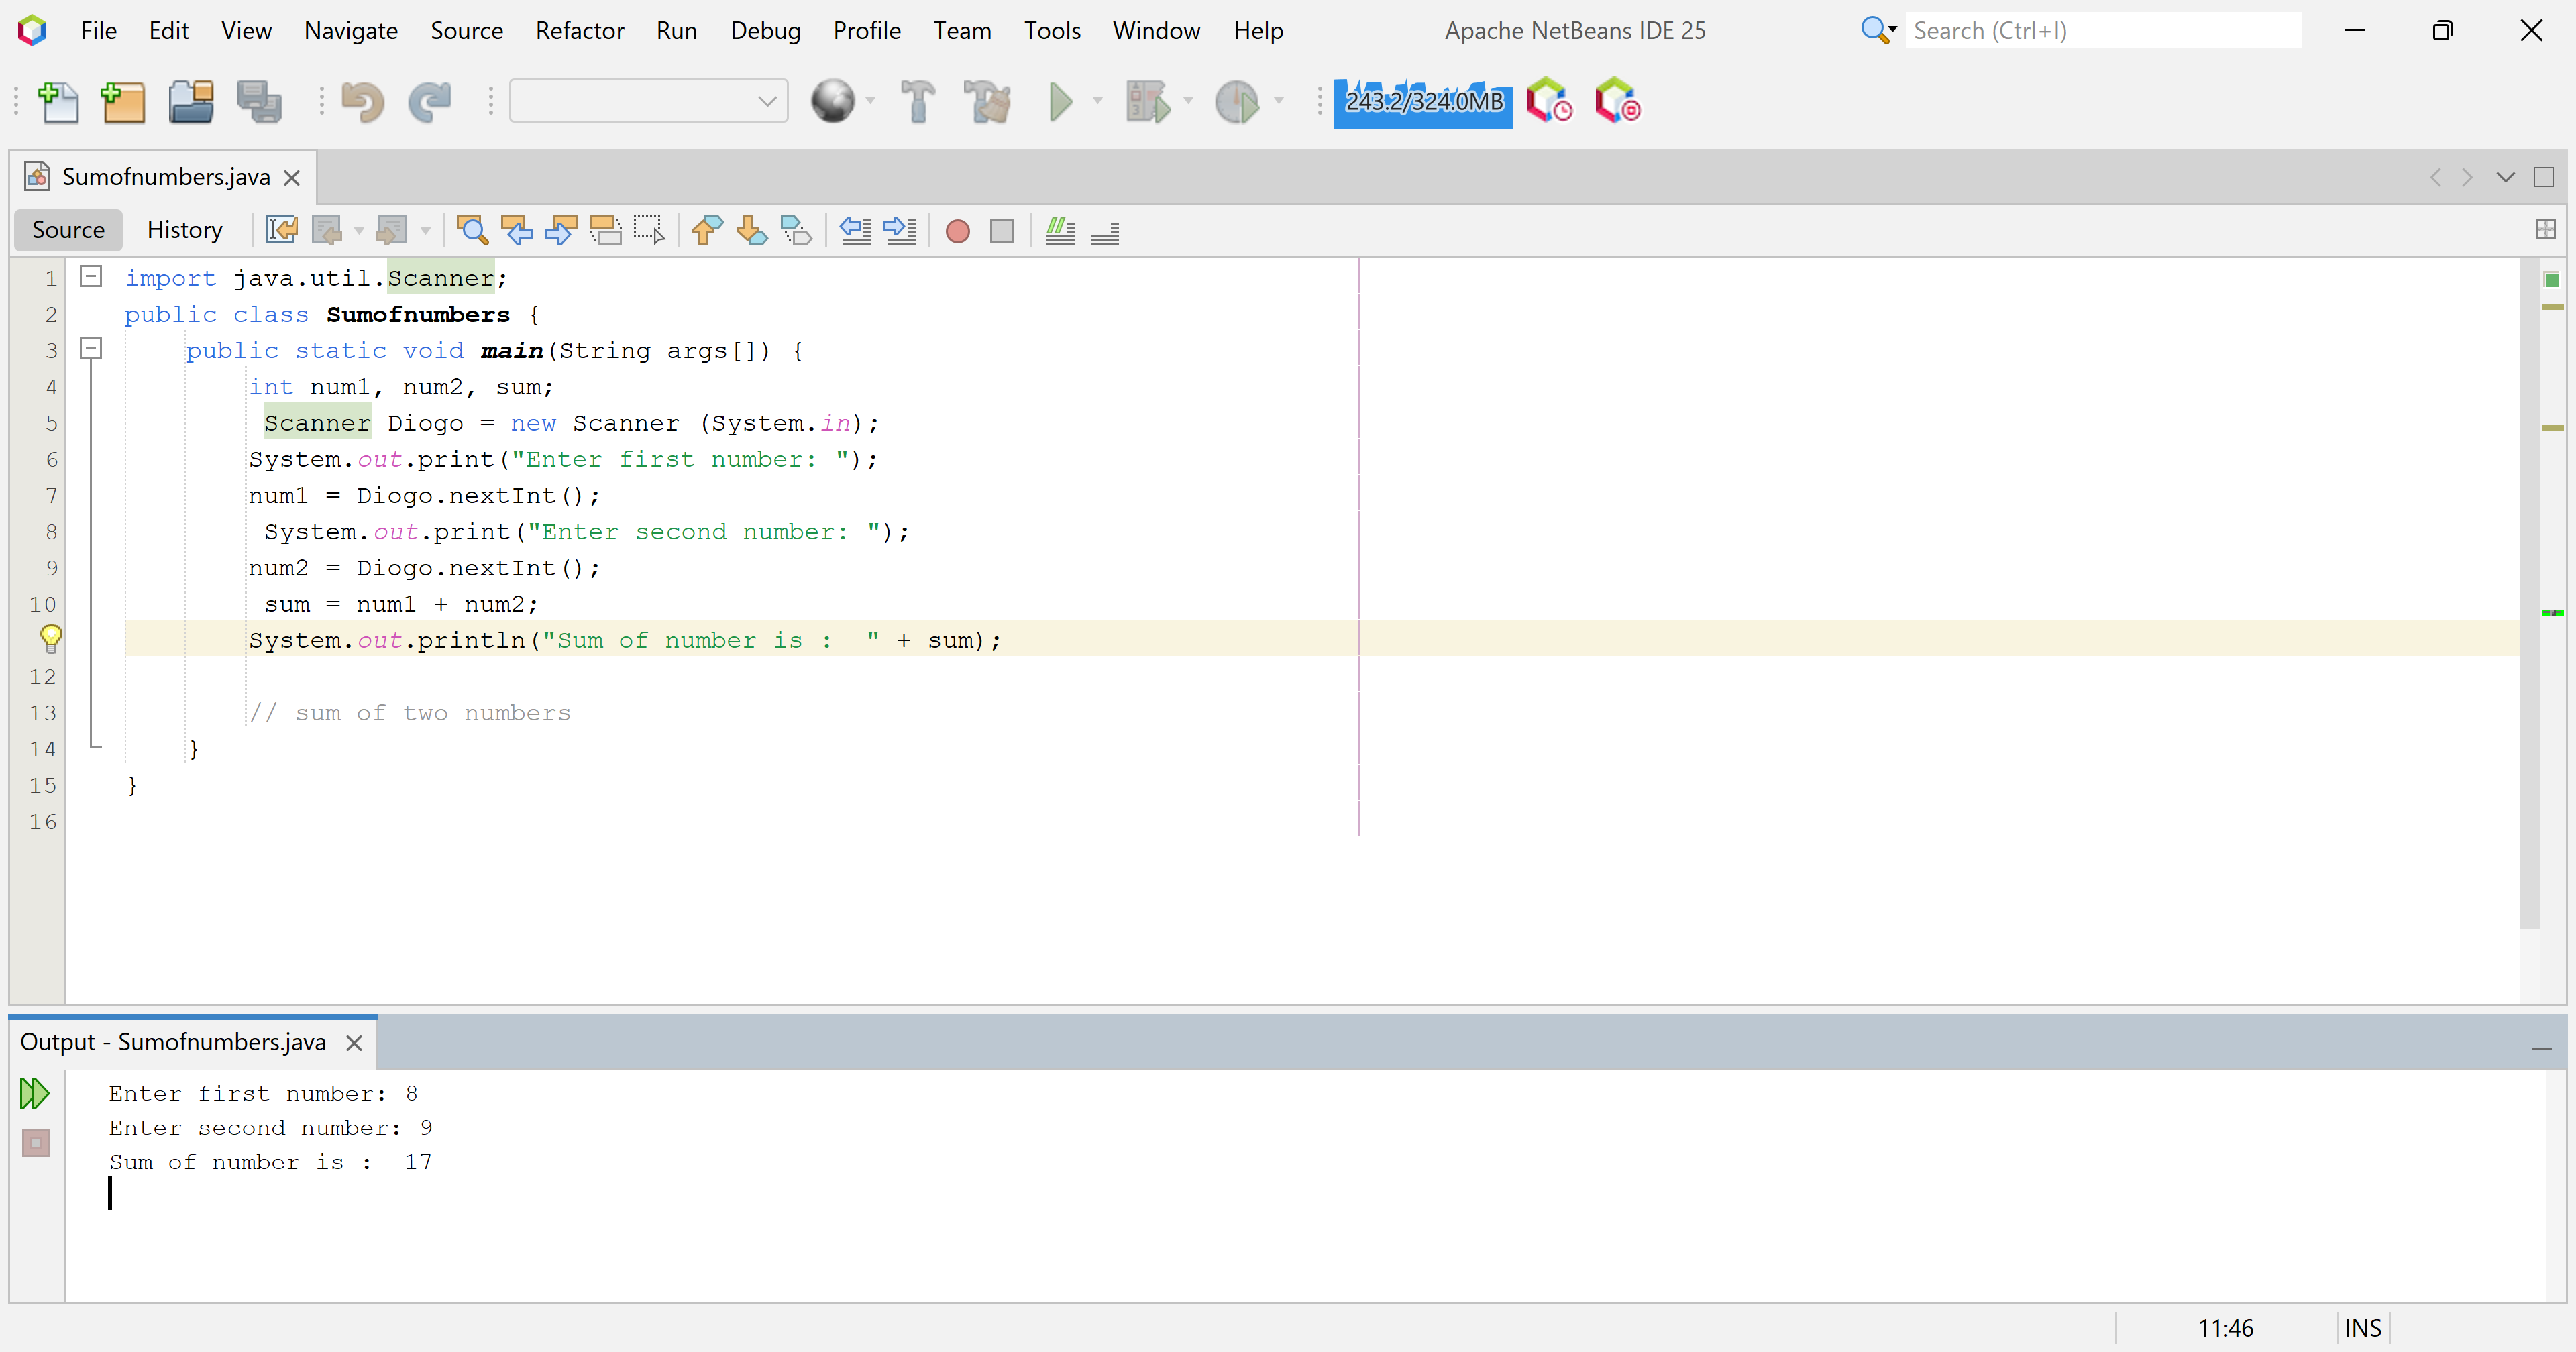 File Edit View Navigate Source Refactor Run Debug Profile Team Tools Window Help Apache NetBeans IDE 25 Search (Ctrl+I)
243.2/324.0MB
Sumofnumbers.java
Source History
1 import java.util.Scanner;
2 public class Sumofnumbers {
3 public static void main(String args[]) {
4 int num1, num2, sum;
5 Scanner Diogo = new Scanner (System.in);
6 System.out.print("Enter first number: ");
7 num1 = Diogo.nextInt();
8 System.out.print("Enter second number: ");
9 num2 = Diogo.nextInt();
10 sum = num1 + num2;
System.out.println("Sum of number is :  " + sum);
12
13 // sum of two numbers
14 }
15 }
16
Output - Sumofnumbers.java
Enter first number: 8
Enter second number: 9
Sum of number is :  17
11:46 INS